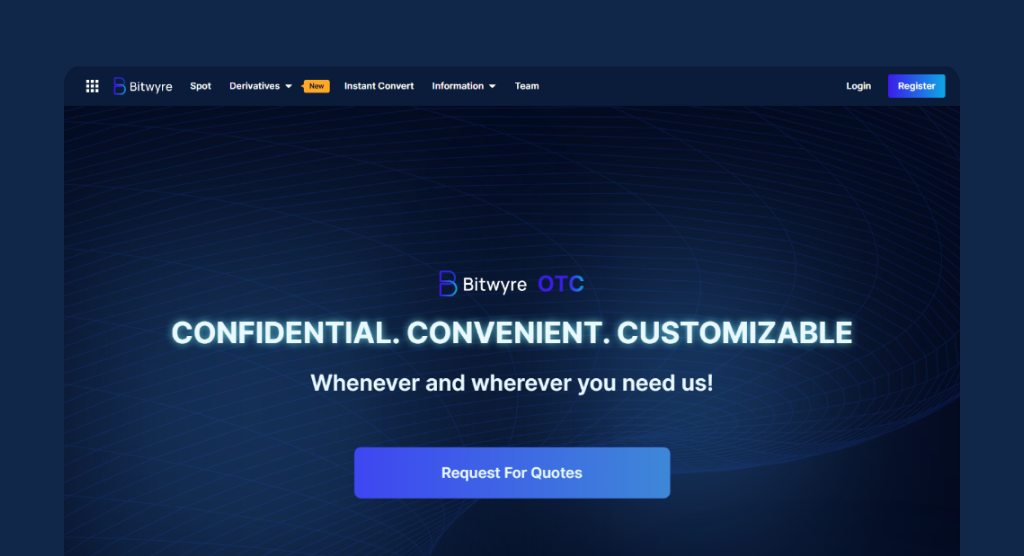 Bitwyre Spot Derivatives New Instant Convert Information Team Login Register
Bitwyre OTC
CONFIDENTIAL. CONVENIENT. CUSTOMIZABLE
Whenever and wherever you need us!
Request For Quotes